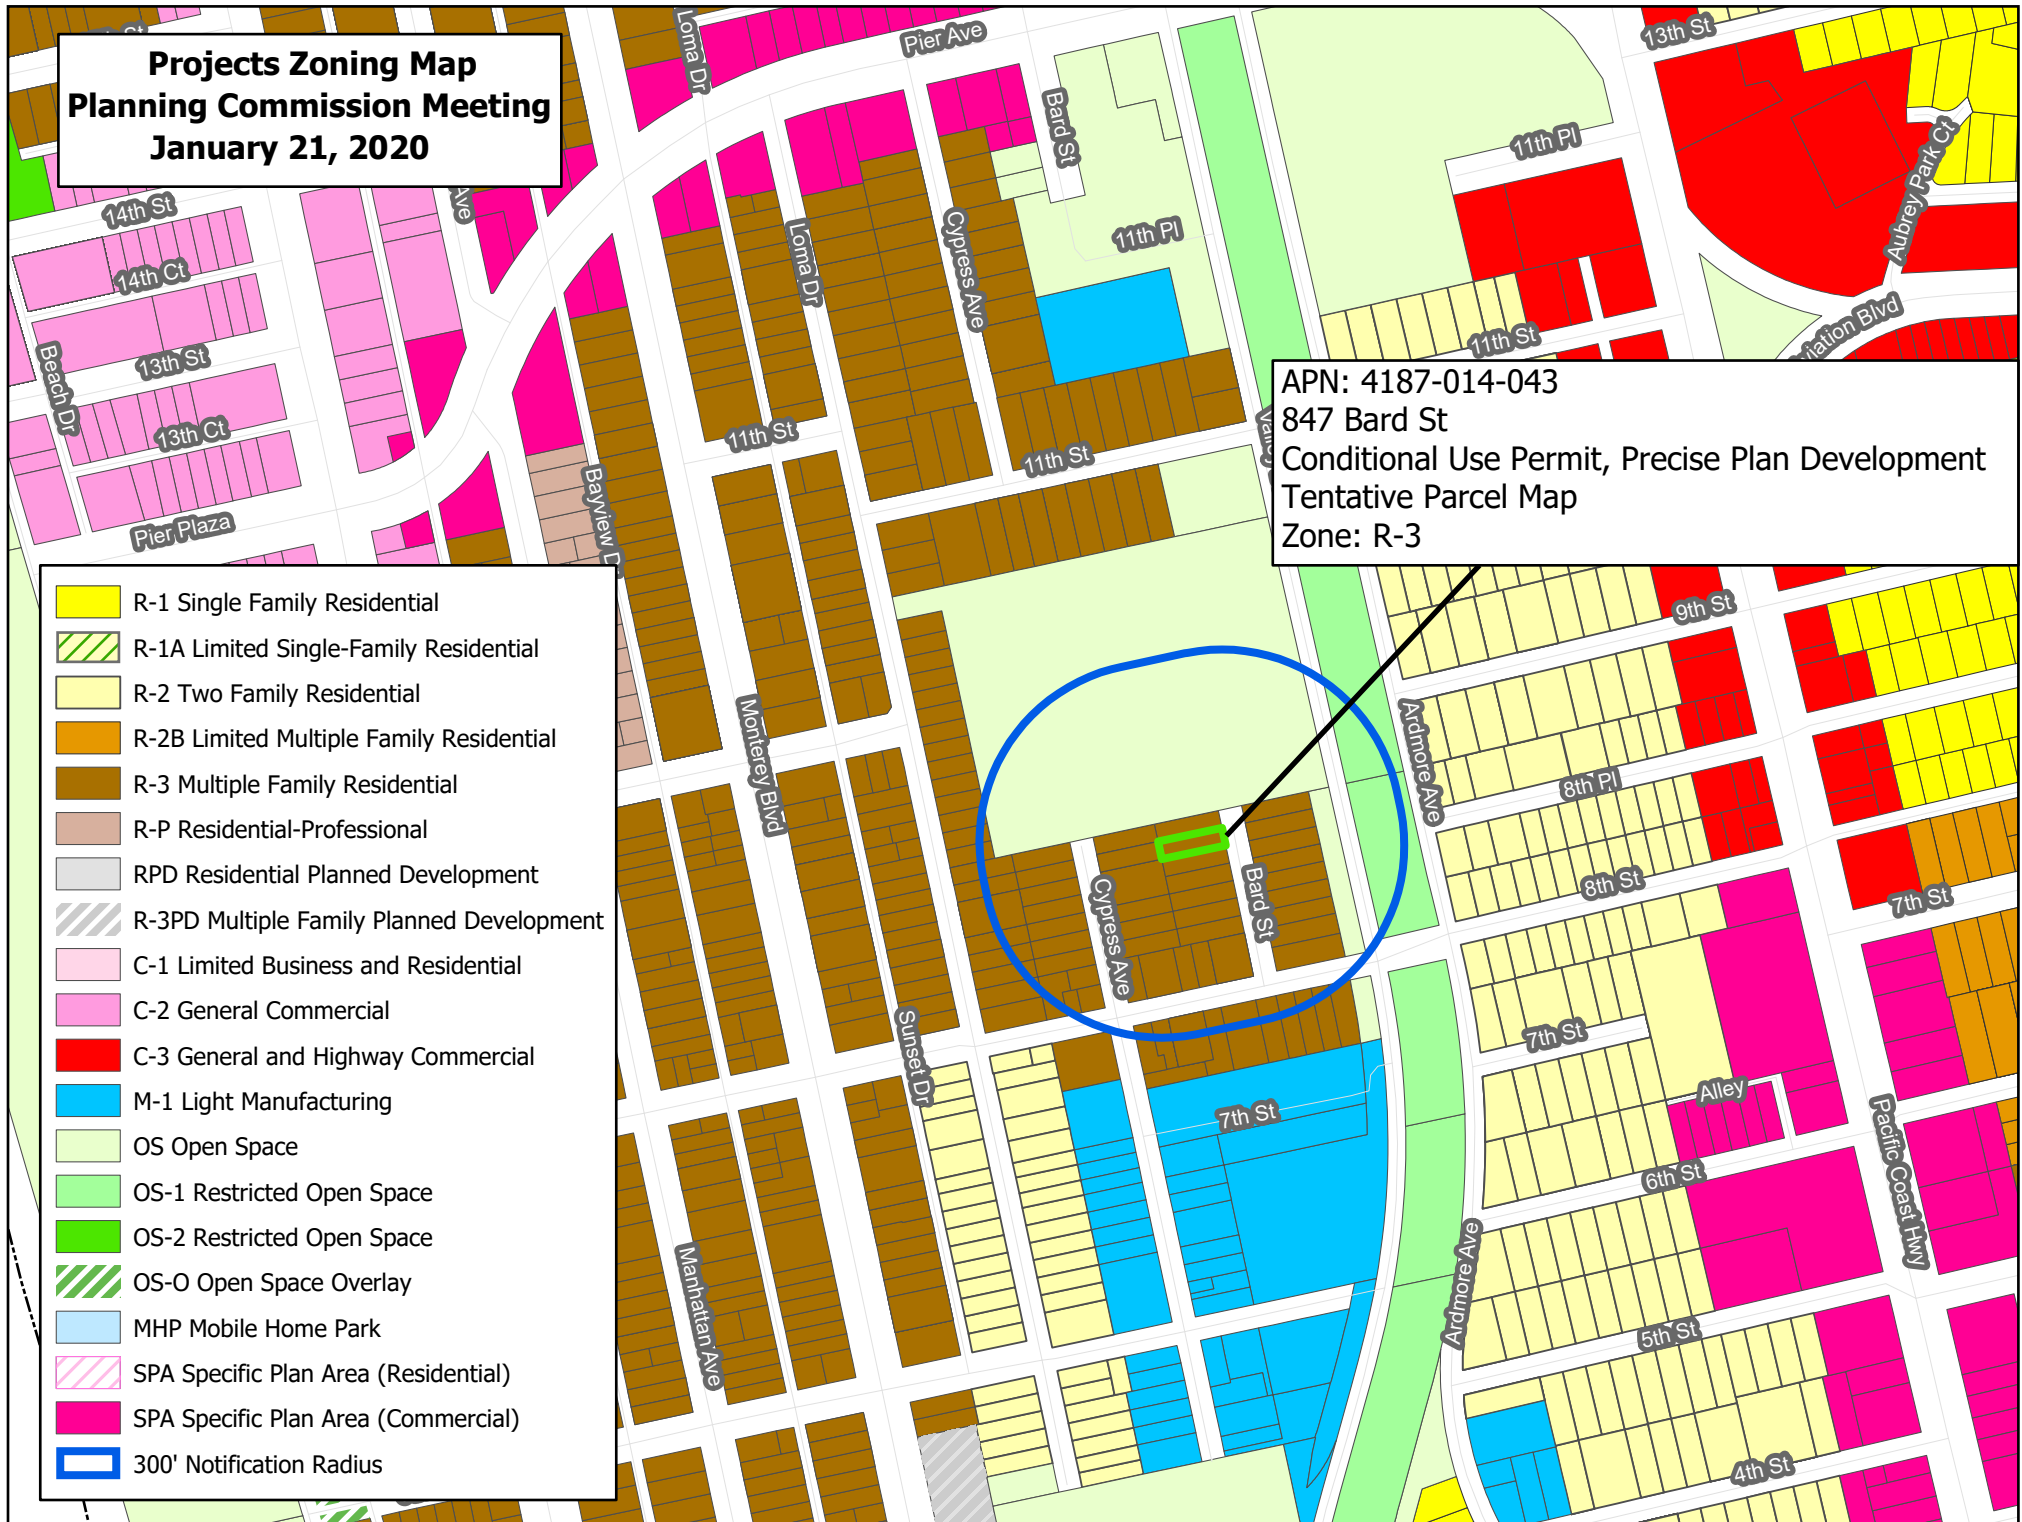 Projects Zoning Map
Planning Commission Meeting
January 21, 2020
APN: 4187-014-043
847 Bard St
Conditional Use Permit, Precise Plan Development
Tentative Parcel Map
Zone: R-3
R-1 Single Family Residential
R-1A Limited Single-Family Residential
R-2 Two Family Residential
R-2B Limited Multiple Family Residential
R-3 Multiple Family Residential
R-P Residential-Professional
RPD Residential Planned Development
R-3PD Multiple Family Planned Development
C-1 Limited Business and Residential
C-2 General Commercial
C-3 General and Highway Commercial
M-1 Light Manufacturing
OS Open Space
OS-1 Restricted Open Space
OS-2 Restricted Open Space
OS-O Open Space Overlay
MHP Mobile Home Park
SPA Specific Plan Area (Residential)
SPA Specific Plan Area (Commercial)
300' Notification Radius
Loma Dr
Pier Ave
13th St
Bard St
11th Pl
Aubrey Park Ct
14th St
Ave
Cypress Ave
11th Pl
Loma Dr
14th Ct
13th St
Beach Dr
11th St
13th Ct
11th St
11th St
Pier Plaza
Bayview D
9th St
Monterey Blvd
Ardmore Ave
8th Pl
8th St
7th St
Cypress Ave
Bard St
Sunset Dr
7th St
7th St
Alley
Pacific Coast Hwy
6th St
Manhattan Ave
Ardmore Ave
5th St
4th St